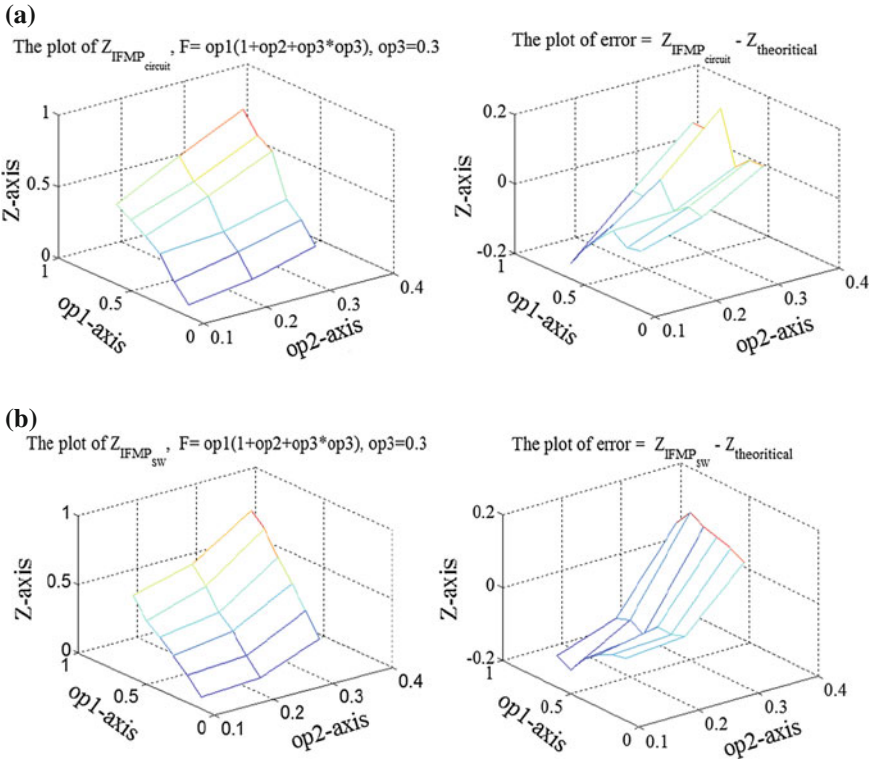 (a)
The plot of Z_IFMP_circuit, F= op1(1+op2+op3*op3), op3=0.3
1
0.5
0
Z-axis
1
0.5
0
op1-axis
0.1
0.2
0.3
0.4
op2-axis
The plot of error = Z_IFMP_circuit - Z_theoritical
0.2
0
-0.2
Z-axis
1
0.5
0
op1-axis
0.1
0.2
0.3
0.4
op2-axis
(b)
The plot of Z_IFMP_SW, F= op1(1+op2+op3*op3), op3=0.3
1
0.5
0
Z-axis
1
0.5
0
op1-axis
0.1
0.2
0.3
0.4
op2-axis
The plot of error = Z_IFMP_SW - Z_theoritical
0.2
0
-0.2
Z-axis
1
0.5
0
op1-axis
0.1
0.2
0.3
0.4
op2-axis